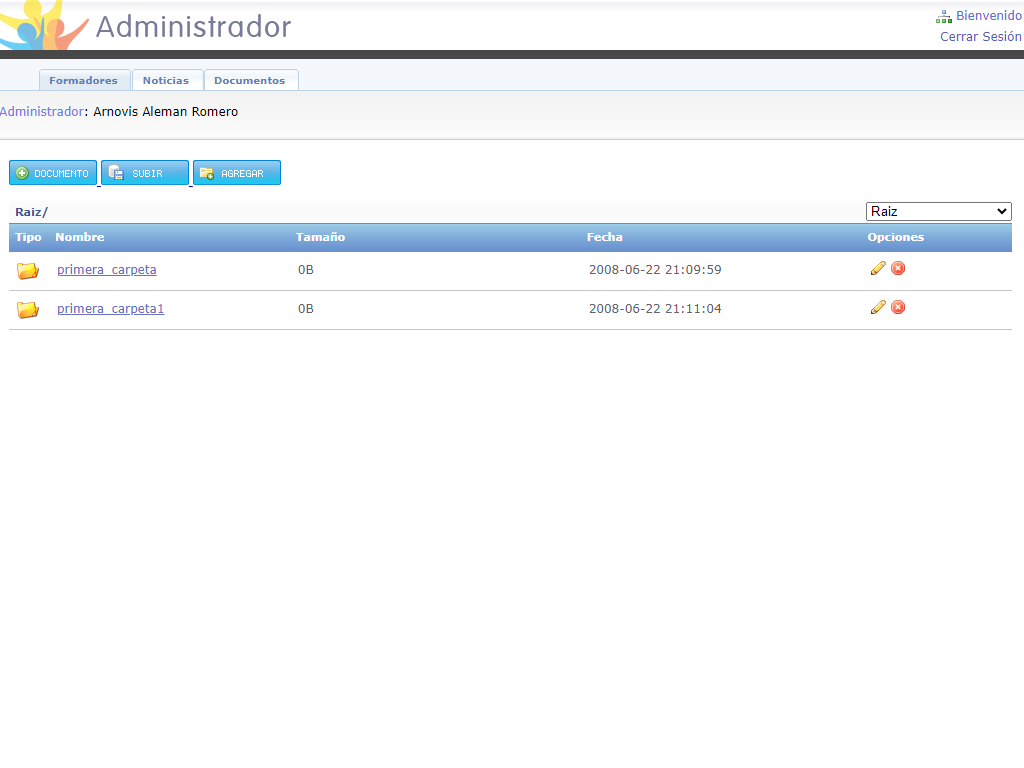 Administrador
Bienvenido
Cerrar Sesión
Formadores Noticias Documentos
Administrador: Arnovis Aleman Romero
DOCUMENTO SUBIR AGREGAR
Raiz/ Raiz
Tipo Nombre Tamaño Fecha Opciones
primera_carpeta 0B 2008-06-22 21:09:59
primera_carpeta1 0B 2008-06-22 21:11:04